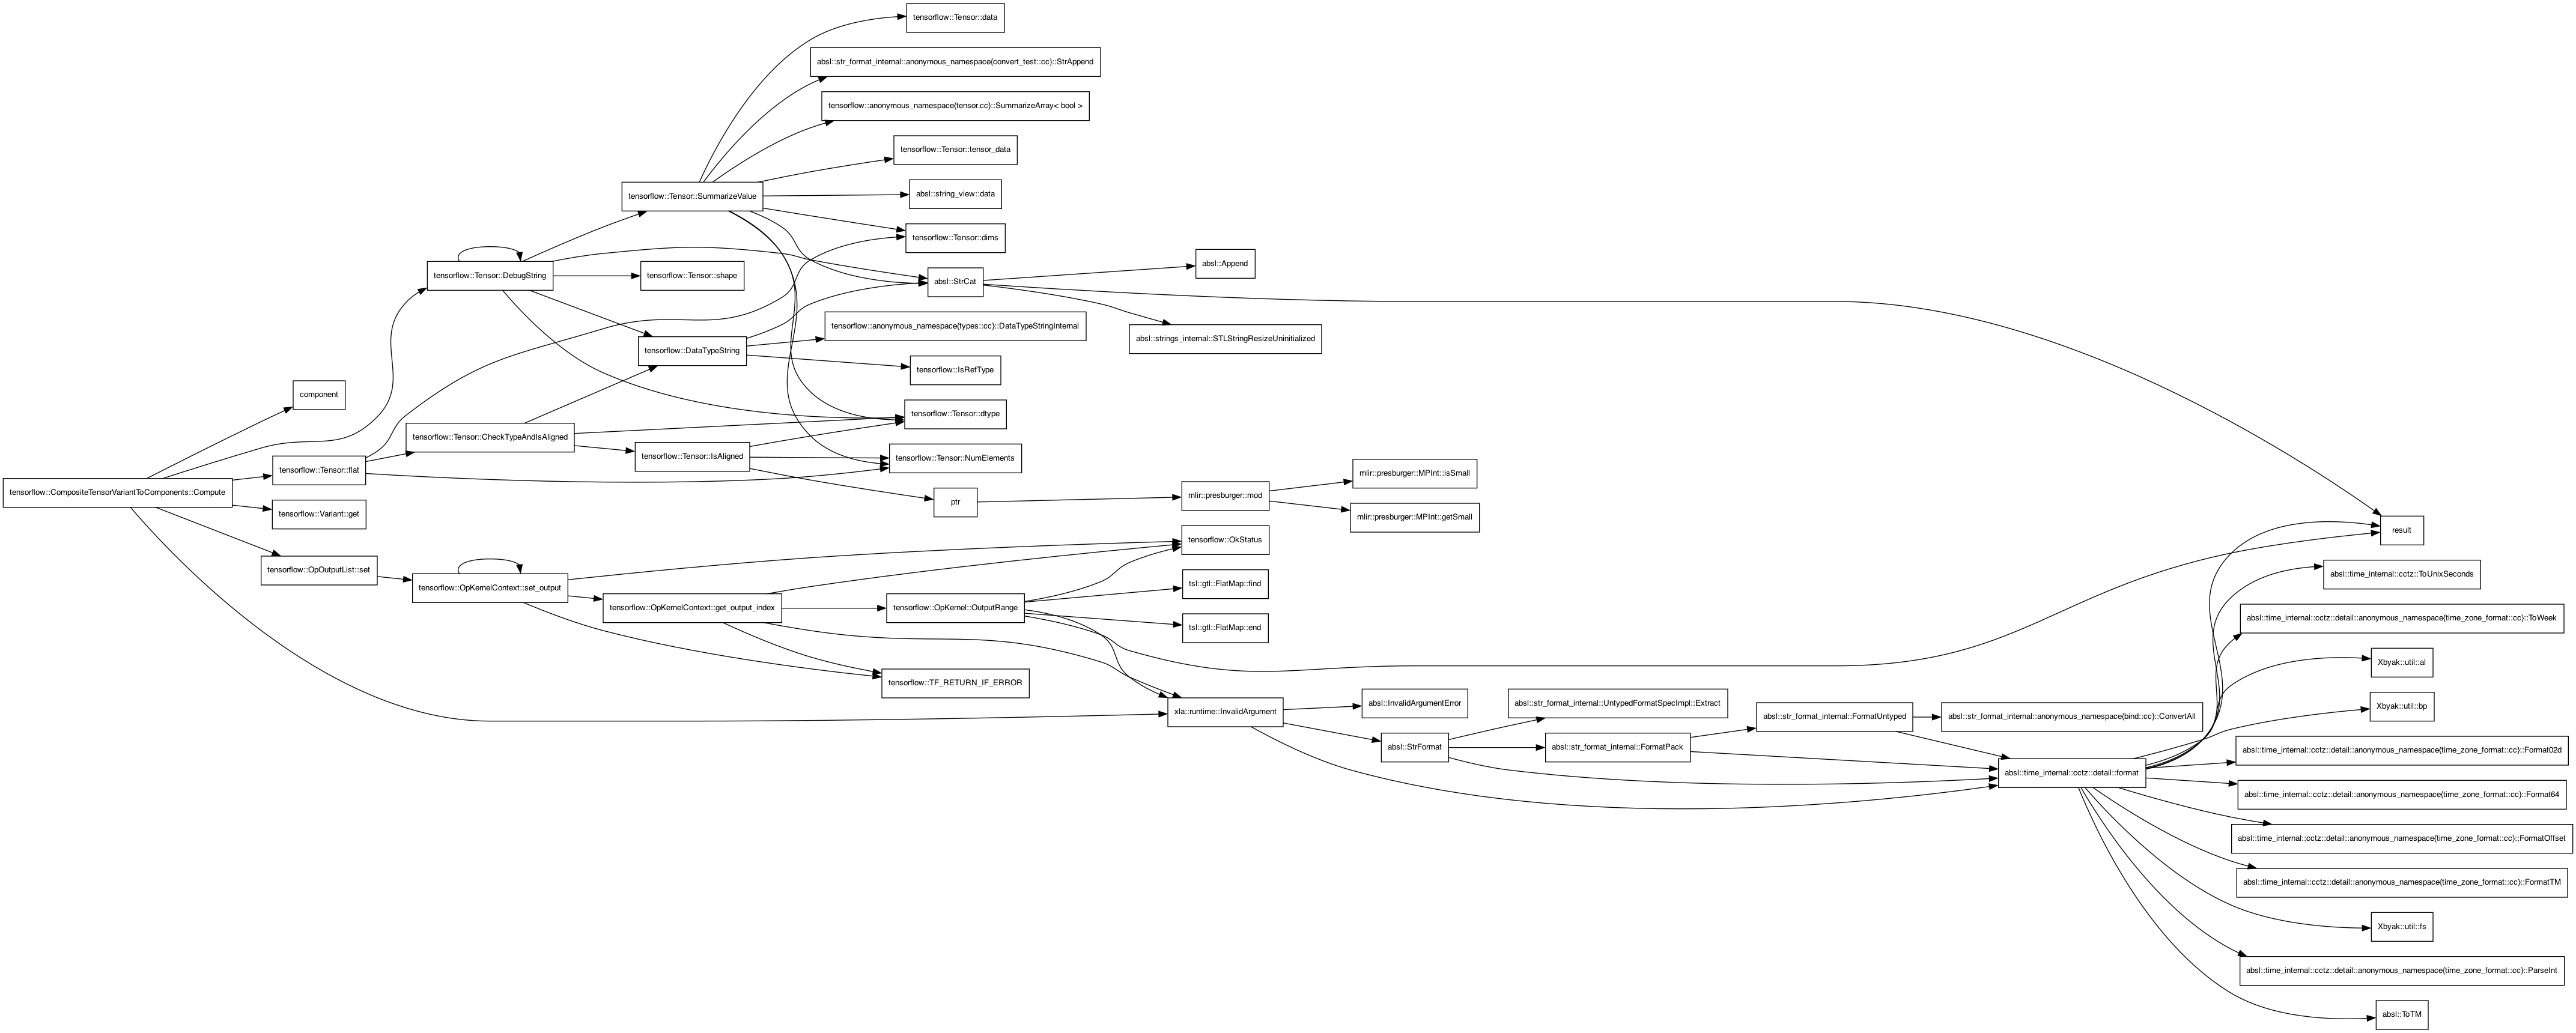 tensorflow::Tensor::data
absl::str_format_internal::anonymous_namespace(convert_test::cc)::StrAppend
tensorflow::anonymous_namespace(tensor.cc)::SummarizeArray< bool >
tensorflow::Tensor::tensor_data
tensorflow::Tensor::SummarizeValue
absl::string_view::data
tensorflow::Tensor::dims
absl::Append
tensorflow::Tensor::DebugString
tensorflow::Tensor::shape
absl::StrCat
tensorflow::anonymous_namespace(types::cc)::DataTypeStringInternal
absl::strings_internal::STLStringResizeUninitialized
tensorflow::DataTypeString
tensorflow::IsRefType
component
tensorflow::Tensor::dtype
tensorflow::Tensor::CheckTypeAndIsAligned
tensorflow::Tensor::IsAligned
tensorflow::Tensor::NumElements
tensorflow::Tensor::flat
mlir::presburger::MPInt::isSmall
tensorflow::CompositeTensorVariantToComponents::Compute
mlir::presburger::mod
ptr
tensorflow::Variant::get
mlir::presburger::MPInt::getSmall
result
tensorflow::OkStatus
tensorflow::OpOutputList::set
absl::time_internal::cctz::ToUnixSeconds
tensorflow::OpKernelContext::set_output
tsl::gtl::FlatMap::find
tensorflow::OpKernelContext::get_output_index
tensorflow::OpKernel::OutputRange
absl::time_internal::cctz::detail::anonymous_namespace(time_zone_format::cc)::ToWeek
tsl::gtl::FlatMap::end
Xbyak::util::al
tensorflow::TF_RETURN_IF_ERROR
absl::InvalidArgumentError
absl::str_format_internal::UntypedFormatSpecImpl::Extract
Xbyak::util::bp
xla::runtime::InvalidArgument
absl::str_format_internal::FormatUntyped
absl::str_format_internal::anonymous_namespace(bind::cc)::ConvertAll
absl::StrFormat
absl::str_format_internal::FormatPack
absl::time_internal::cctz::detail::anonymous_namespace(time_zone_format::cc)::Format02d
absl::time_internal::cctz::detail::format
absl::time_internal::cctz::detail::anonymous_namespace(time_zone_format::cc)::Format64
absl::time_internal::cctz::detail::anonymous_namespace(time_zone_format::cc)::FormatOffset
absl::time_internal::cctz::detail::anonymous_namespace(time_zone_format::cc)::FormatTM
Xbyak::util::fs
absl::time_internal::cctz::detail::anonymous_namespace(time_zone_format::cc)::ParseInt
absl::ToTM